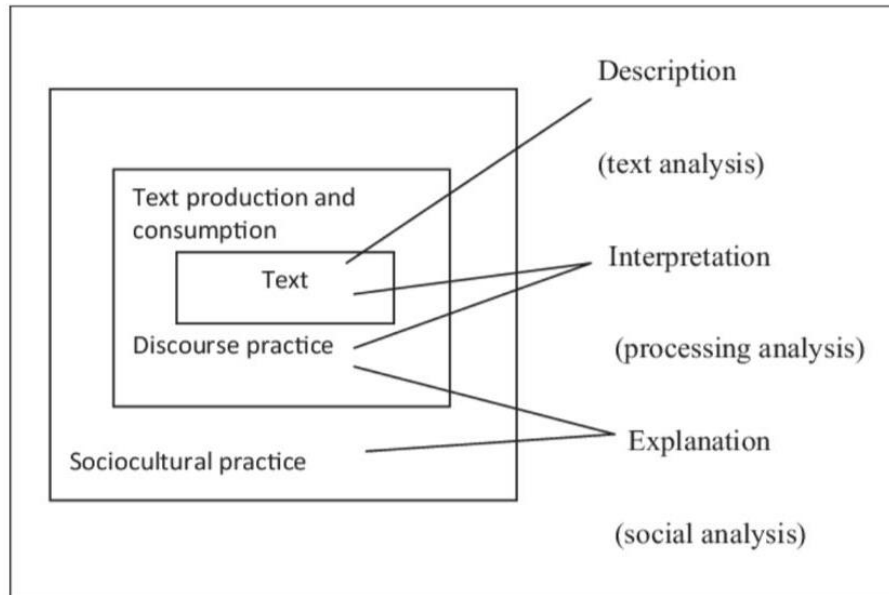 Description
(text analysis)
Text production and
consumption
Text
Interpretation
Discourse practice
(processing analysis)
Explanation
Sociocultural practice
(social analysis)